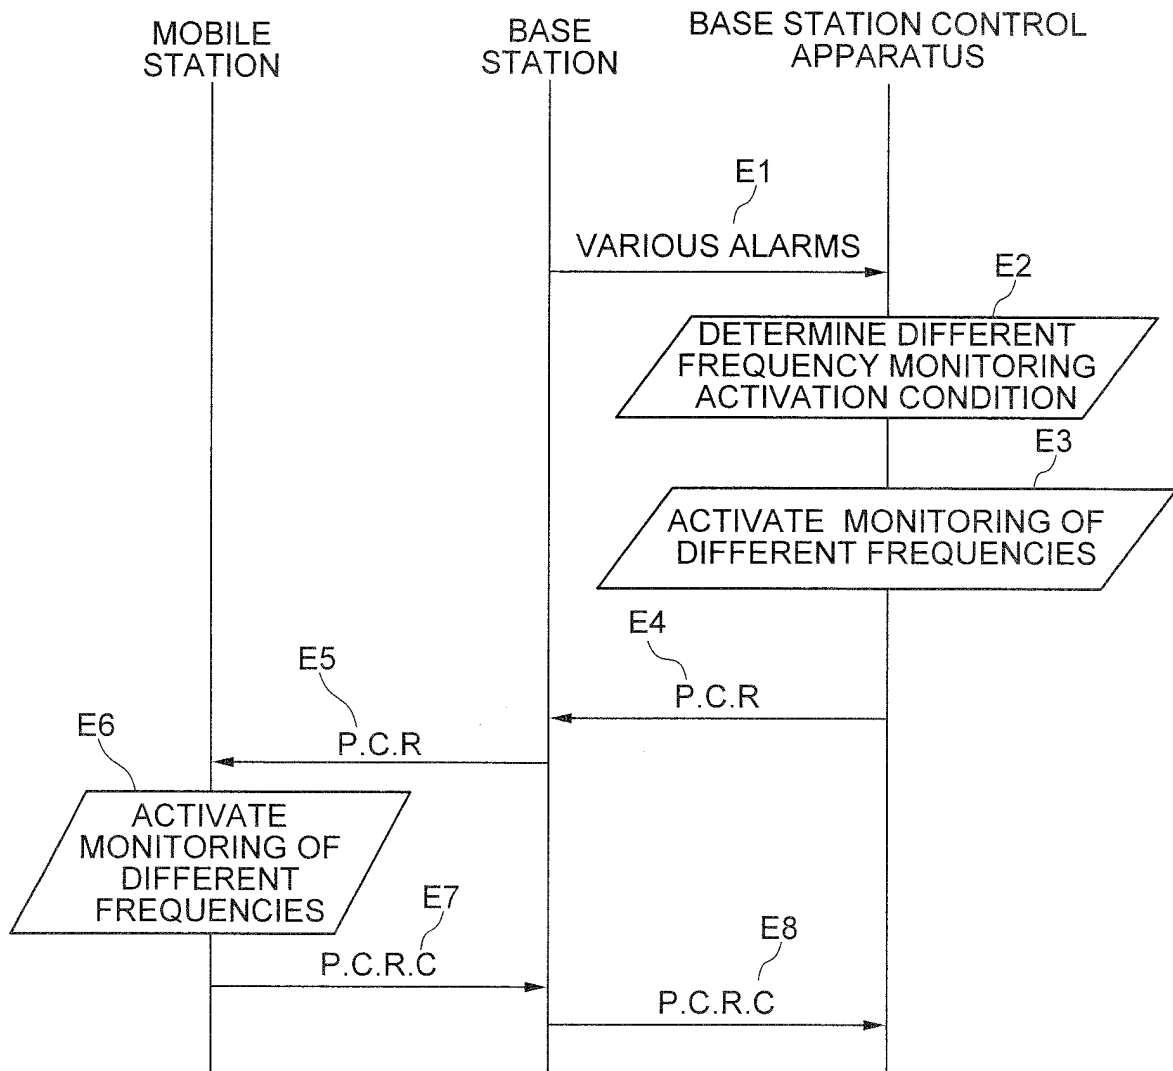 MOBILE
STATION
BASE
STATION
BASE STATION CONTROL
APPARATUS
E1
VARIOUS ALARMS
E2
DETERMINE DIFFERENT
FREQUENCY MONITORING
ACTIVATION CONDITION
E3
ACTIVATE MONITORING OF
DIFFERENT FREQUENCIES
E4
P.C.R
E5
P.C.R
E6
ACTIVATE
MONITORING OF
DIFFERENT
FREQUENCIES
E7
P.C.R.C
E8
P.C.R.C